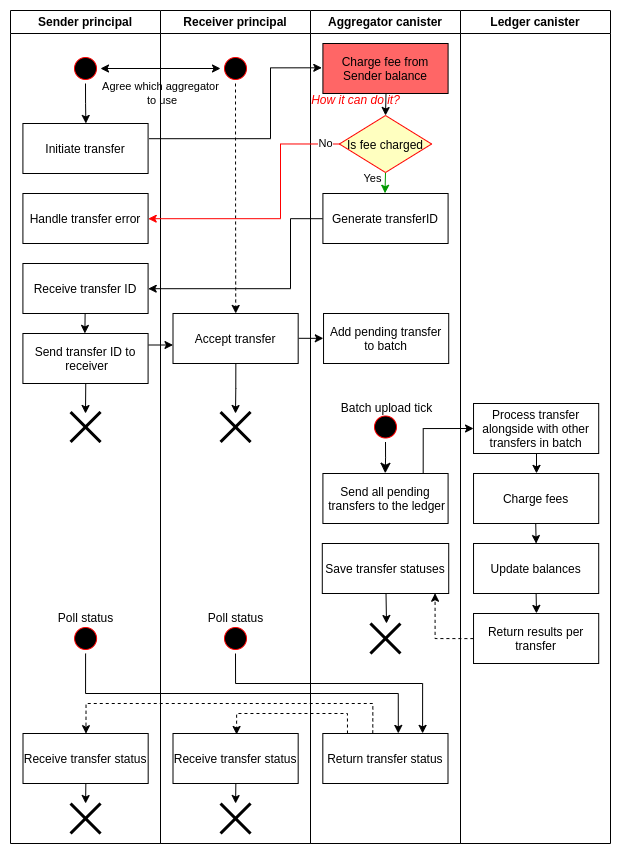 Sender principal
Receiver principal
Aggregator canister
Ledger canister
Agree which aggregator
to use
Charge fee from
Sender balance
How it can do it?
Initiate transfer
No
Is fee charged
Yes
Handle transfer error
Generate transferID
Receive transfer ID
Send transfer ID to
receiver
Accept transfer
Add pending transfer
to batch
Batch upload tick
Process transfer
alongside with other
transfers in batch
Send all pending
transfers to the ledger
Charge fees
Save transfer statuses
Update balances
Poll status
Poll status
Return results per
transfer
Receive transfer status
Receive transfer status
Return transfer status